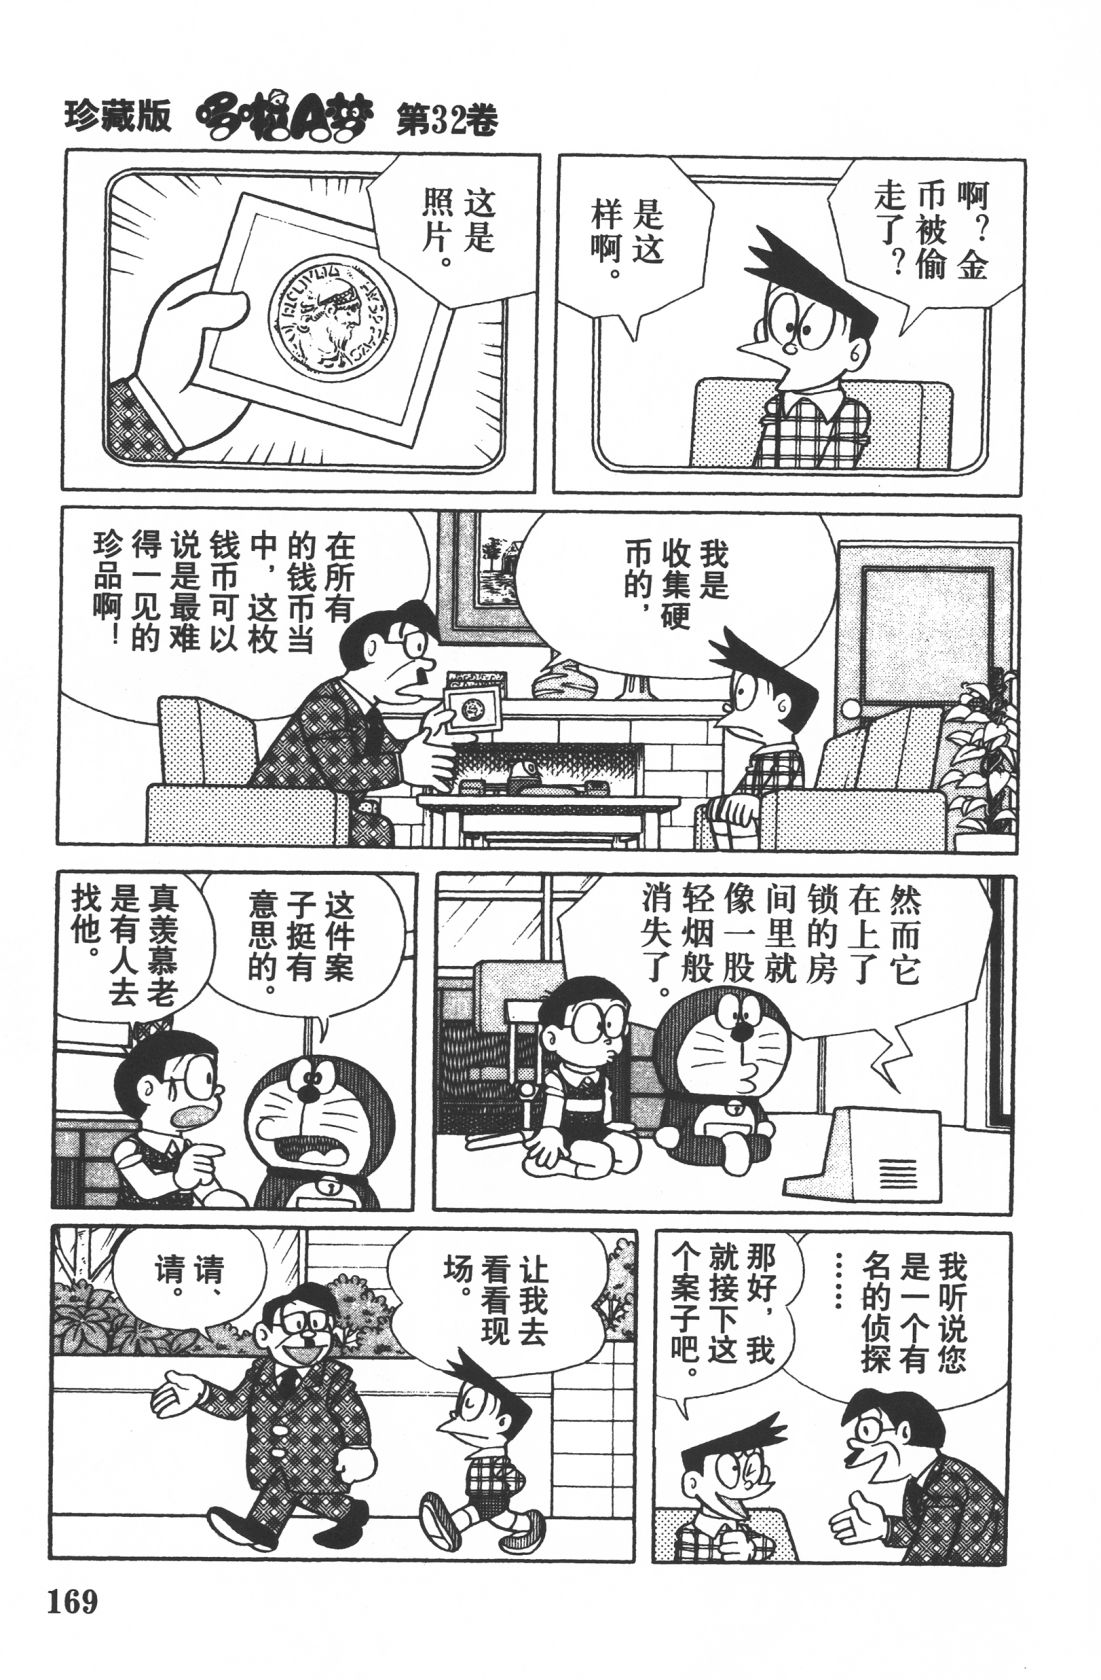 珍藏版 哆啦A梦 第32卷
啊？金
币被偷
走了？
是这
样啊。
这是
照片。
我是
收集硬
币的，
在所有
的钱币当
中，这枚
钱币可以
说是最难
得一见的
珍品啊！
然而它
在上了
锁的房
间里就
像一股
轻烟般
消失了。
这件案
子挺有
意思的。
真羡慕老
是有人去
找他。
我听说您
是一个有
名的侦探
……
那好，我
就接下这
个案子吧。
让我去
看看现
场。
请、
请。
169